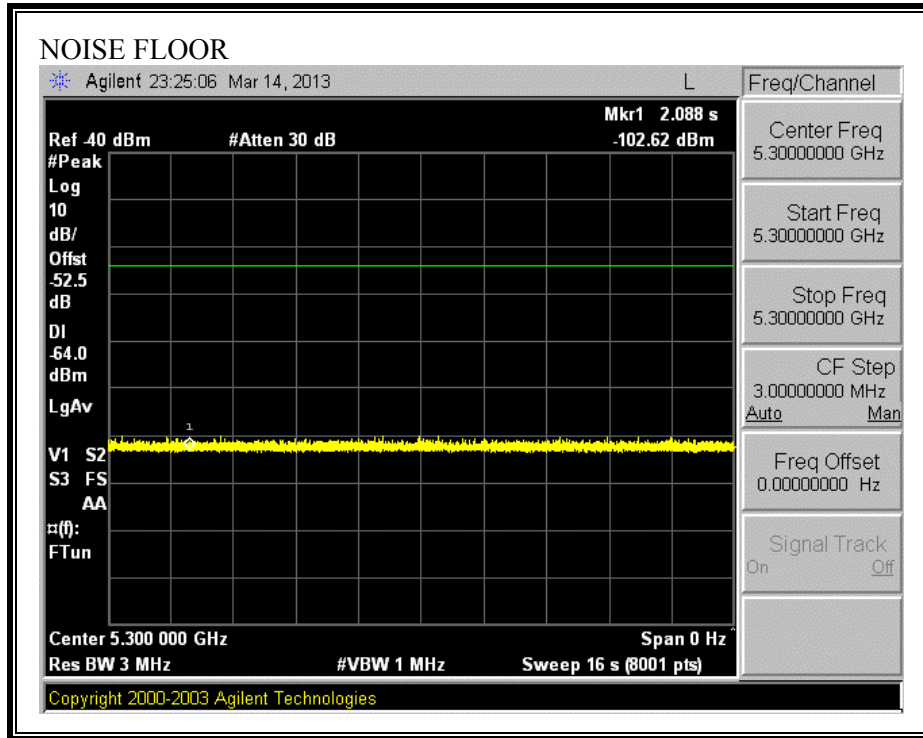 NOISE FLOOR
Agilent 23:25:06 Mar 14, 2013 L
Freq/Channel
Mkr1 2.088 s
Ref -40 dBm #Atten 30 dB -102.62 dBm
#Peak
Log
10
dB/
Offst
-52.5
dB
DI
-64.0
dBm
LgAv
1
V1 S2
S3 FS
AA
¤(f):
FTun
Center 5.300 000 GHz Span 0 Hz^
Res BW 3 MHz #VBW 1 MHz Sweep 16 s (8001 pts)
Copyright 2000-2003 Agilent Technologies
Center Freq
5.30000000 GHz
Start Freq
5.30000000 GHz
Stop Freq
5.30000000 GHz
CF Step
3.00000000 MHz
Auto Man
Freq Offset
0.00000000 Hz
Signal Track
On Off